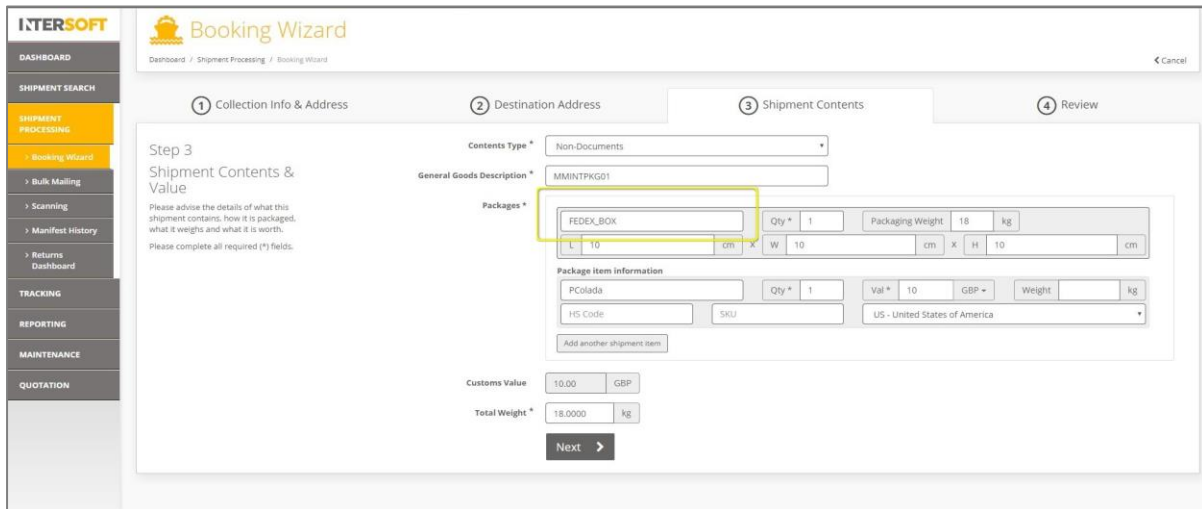 INTERSOFT
DASHBOARD
SHIPMENT SEARCH
SHIPMENT
PROCESSING
> Booking Wizard
> Bulk Mailing
> Scanning
> Manifest History
> Returns
Dashboard
TRACKING
REPORTING
MAINTENANCE
QUOTATION
Booking Wizard
Dashboard / Shipment Processing / Booking Wizard
Cancel
1 Collection Info & Address
2 Destination Address
3 Shipment Contents
4 Review
Step 3
Shipment Contents &
Value
Please advise the details of what this
shipment contains, how it is packaged,
what it weighs and what it is worth.
Please complete all required (*) fields.
Contents Type * Non-Documents
General Goods Description * MMINTPKG01
Packages *
FEDEX_BOX Qty * 1 Packaging Weight 18 kg
L 10 cm X W 10 cm X H 10 cm
Package item information
PColada Qty * 1 Val * 10 GBP Weight kg
HS Code SKU US - United States of America
Add another shipment item
Customs Value 10.00 GBP
Total Weight * 18.0000 kg
Next